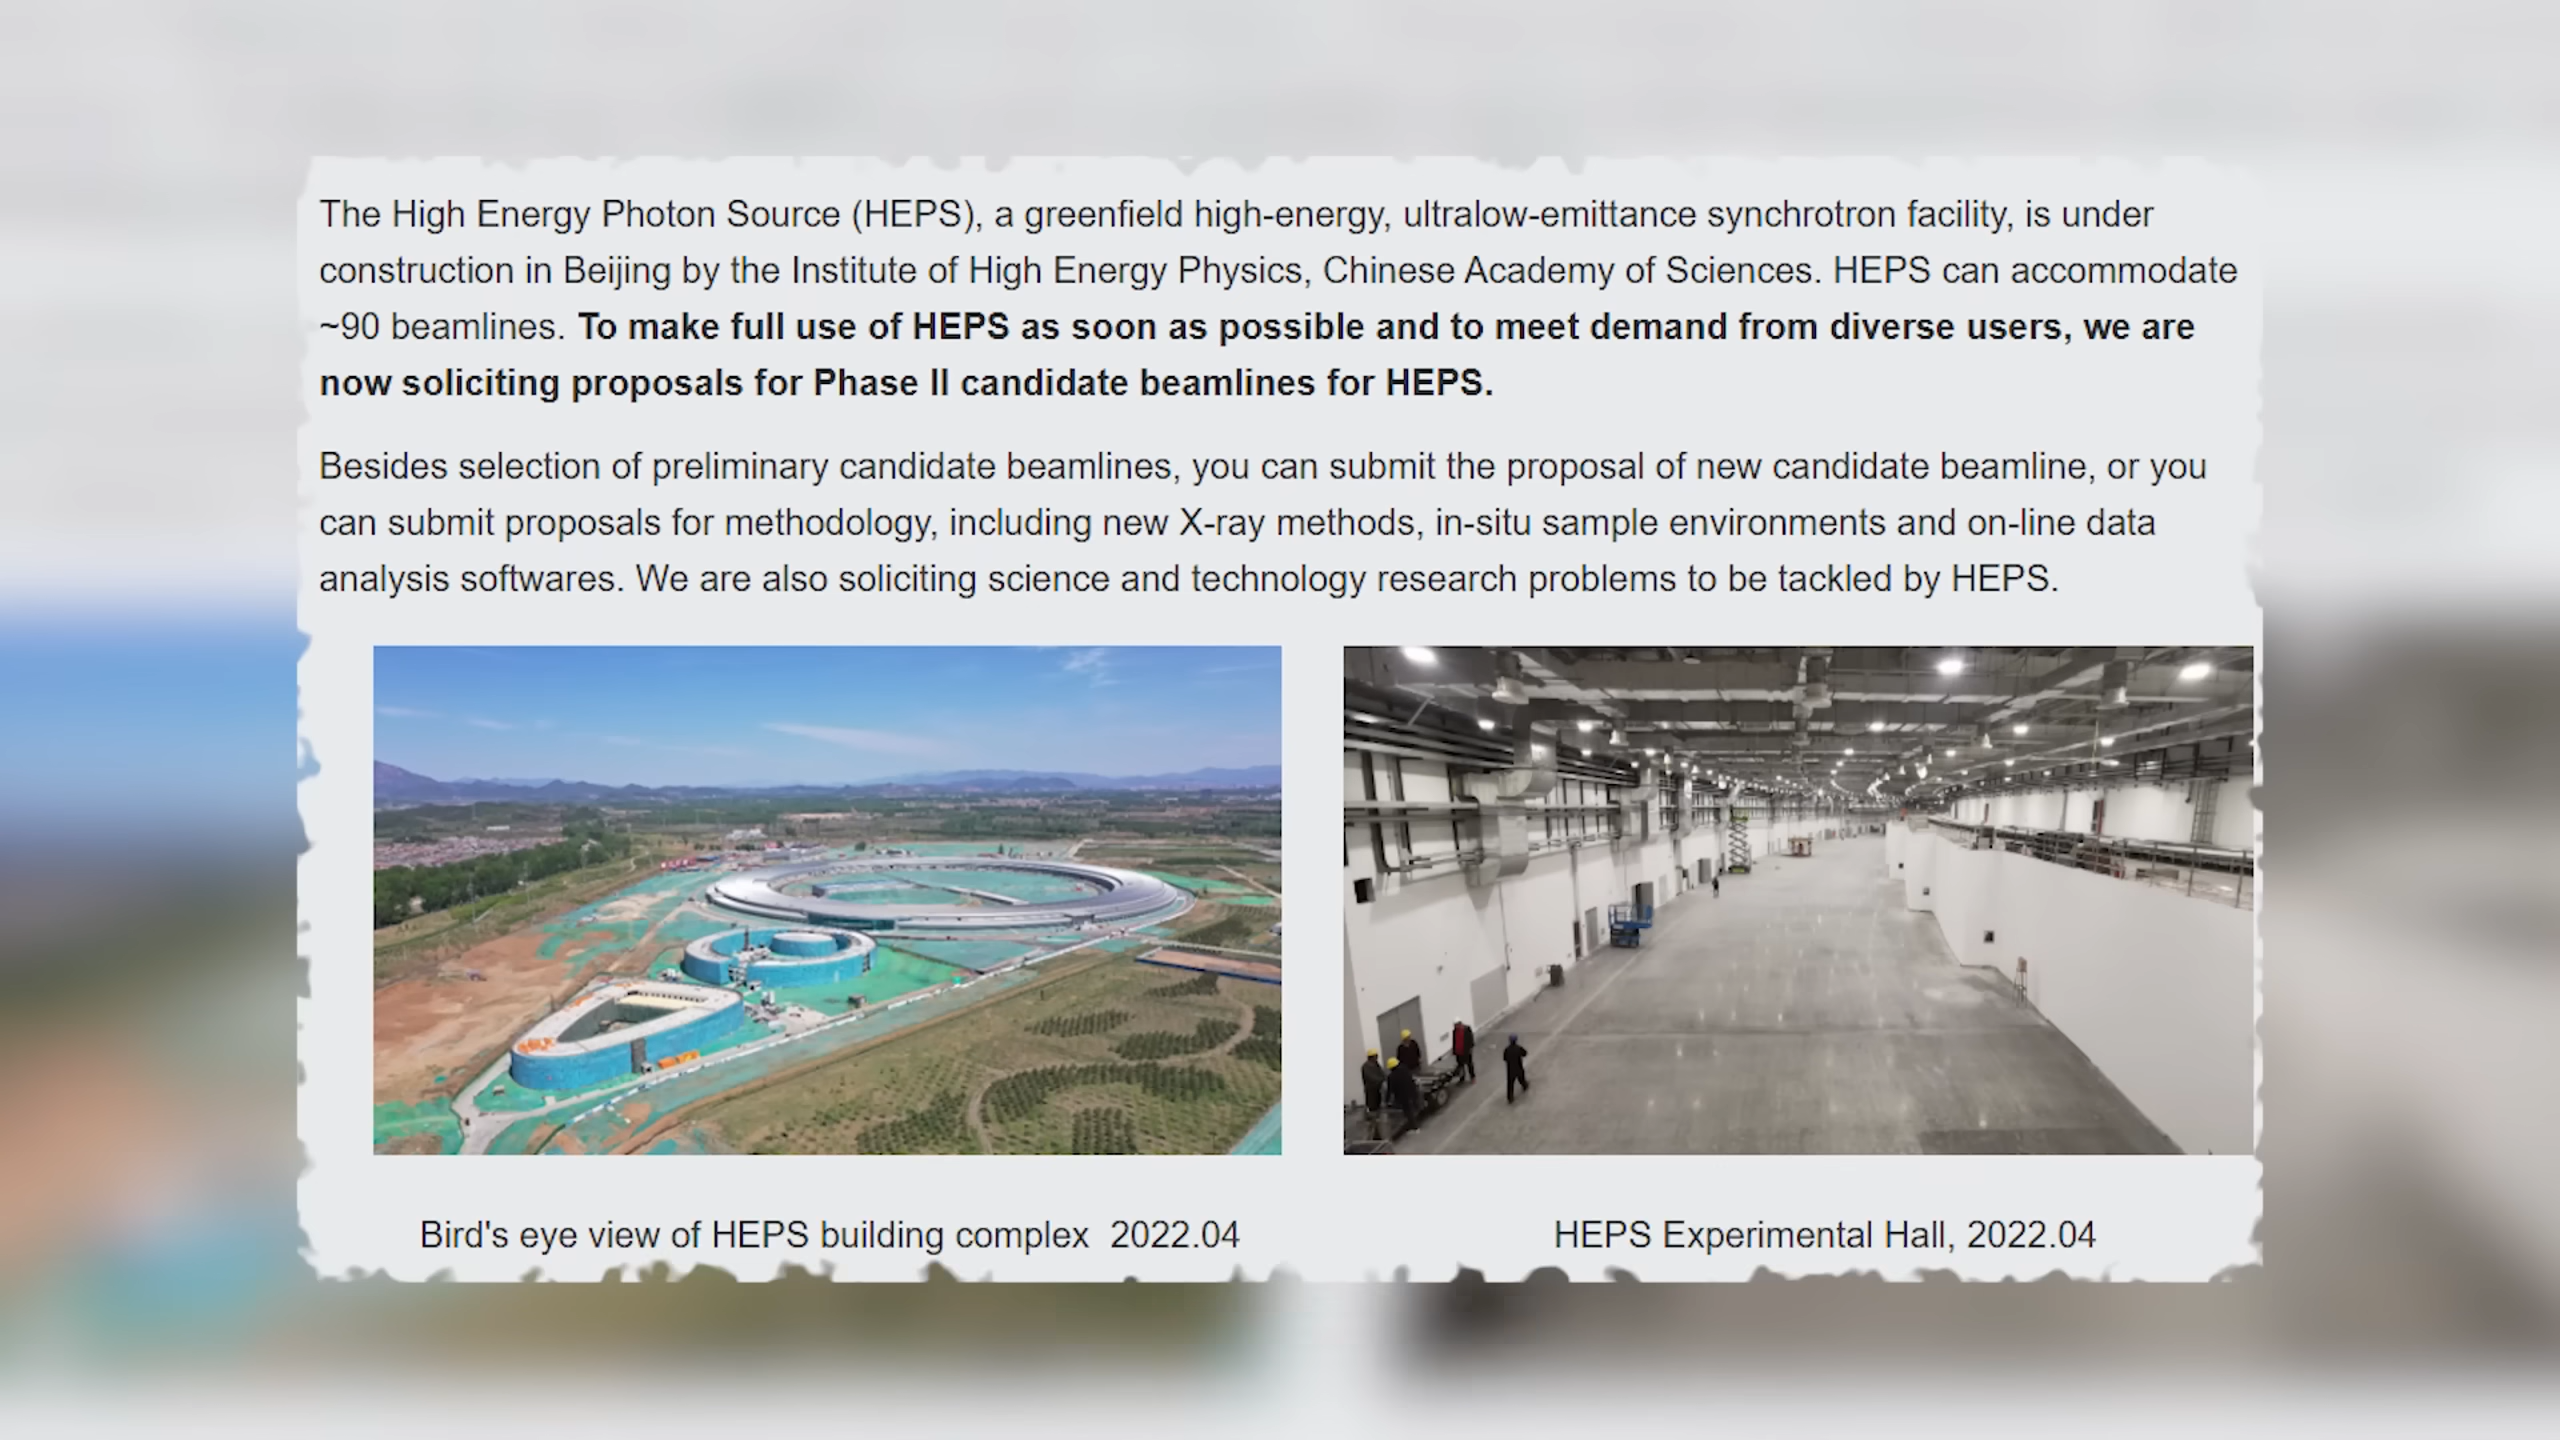 The High Energy Photon Source (HEPS), a greenfield high-energy, ultralow-emittance synchrotron facility, is under
construction in Beijing by the Institute of High Energy Physics, Chinese Academy of Sciences. HEPS can accommodate
~90 beamlines. To make full use of HEPS as soon as possible and to meet demand from diverse users, we are
now soliciting proposals for Phase II candidate beamlines for HEPS.
Besides selection of preliminary candidate beamlines, you can submit the proposal of new candidate beamline, or you
can submit proposals for methodology, including new X-ray methods, in-situ sample environments and on-line data
analysis softwares. We are also soliciting science and technology research problems to be tackled by HEPS.
Bird's eye view of HEPS building complex  2022.04
HEPS Experimental Hall, 2022.04